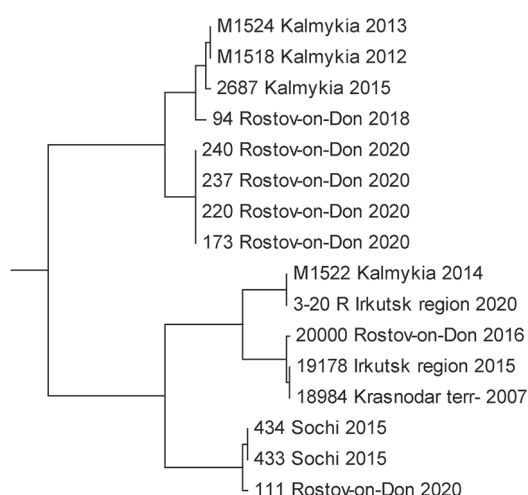 M1524 Kalmykia 2013
M1518 Kalmykia 2012
2687 Kalmykia 2015
94 Rostov-on-Don 2018
240 Rostov-on-Don 2020
237 Rostov-on-Don 2020
220 Rostov-on-Don 2020
173 Rostov-on-Don 2020
M1522 Kalmykia 2014
3-20 R Irkutsk region 2020
20000 Rostov-on-Don 2016
19178 Irkutsk region 2015
18984 Krasnodar terr- 2007
434 Sochi 2015
433 Sochi 2015
111 Rostov-on-Don 2020